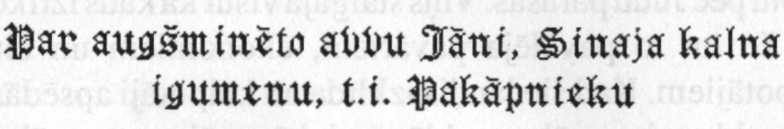 Par augšminēto avvu Jāni, Sinaja kalna
igumenu, t.i. Pakāpnieku